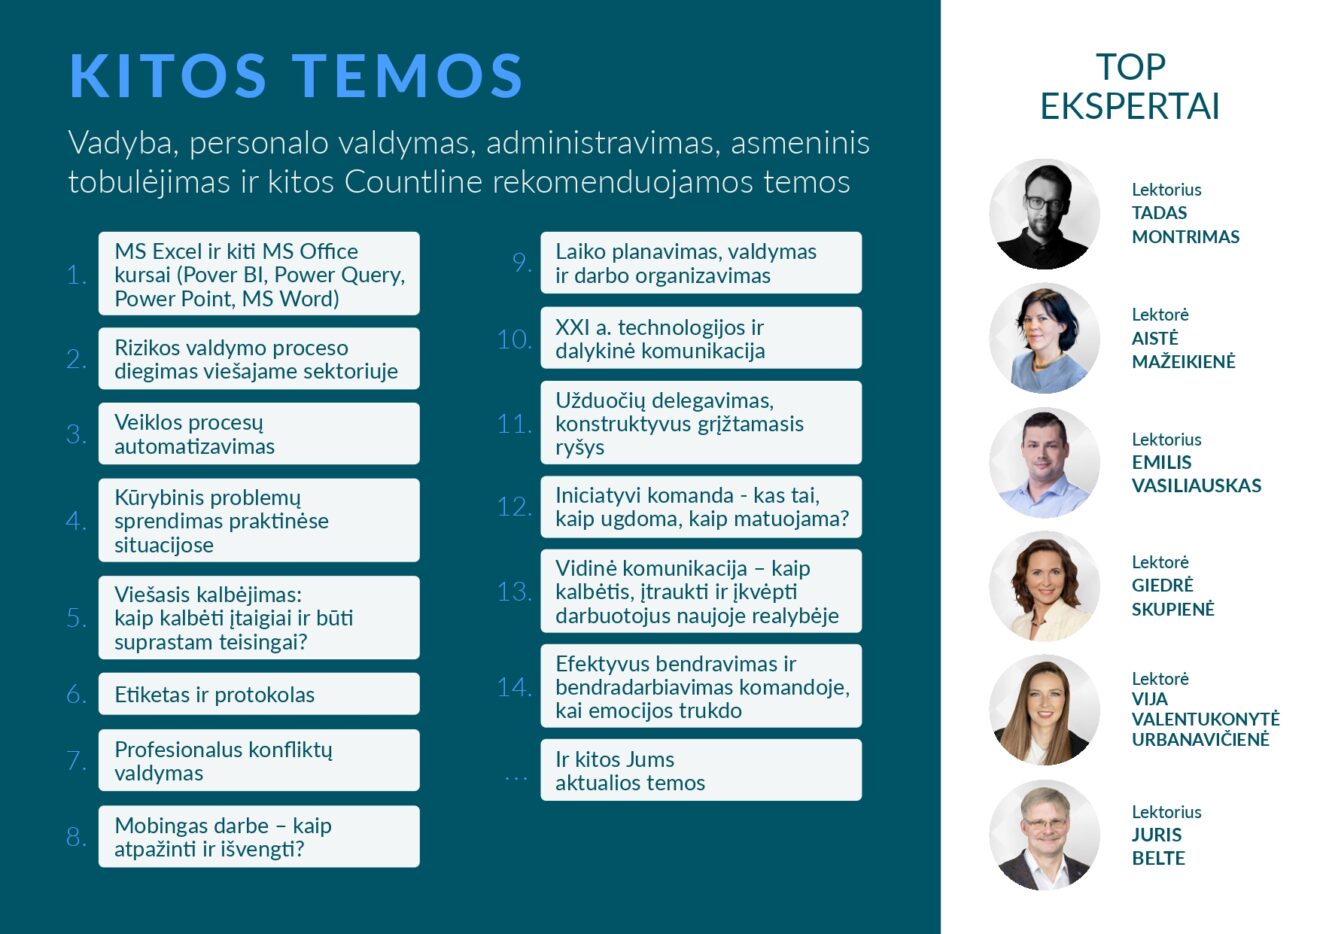 KITOS TEMOS
Vadyba, personalo valdymas, administravimas, asmeninis
tobulėjimas ir kitos Countline rekomenduojamos temos
1.
MS Excel ir kiti MS Office
kursai (Pover BI, Power Query,
Power Point, MS Word)
2.
Rizikos valdymo proceso
diegimas viešajame sektoriuje
3.
Veiklos procesų
automatizavimas
4.
Kūrybinis problemų
sprendimas praktinėse
situacijose
5.
Viešasis kalbėjimas:
kaip kalbėti įtaigiai ir būti
suprastam teisingai?
6.
Etiketas ir protokolas
7.
Profesionalus konfliktų
valdymas
8.
Mobingas darbe – kaip
atpažinti ir išvengti?
9.
Laiko planavimas, valdymas
ir darbo organizavimas
10.
XXI a. technologijos ir
dalykinė komunikacija
11.
Užduočių delegavimas,
konstruktyvus grįžtamasis
ryšys
12.
Iniciatyvi komanda - kas tai,
kaip ugdoma, kaip matuojama?
13.
Vidinė komunikacija – kaip
kalbėtis, įtraukti ir įkvėpti
darbuotojus naujoje realybėje
14.
Efektyvus bendravimas ir
bendradarbiavimas komandoje,
kai emocijos trukdo
...
Ir kitos Jums
aktualios temos
TOP
EKSPERTAI
Lektorius
TADAS
MONTRIMAS
Lektorė
AISTĖ
MAŽEIKIENĖ
Lektorius
EMILIS
VASILIAUSKAS
Lektorė
GIEDRĖ
SKUPIENĖ
Lektorė
VIJA
VALENTUKONYTĖ
URBANAVIČIENĖ
Lektorius
JURIS
BELTE